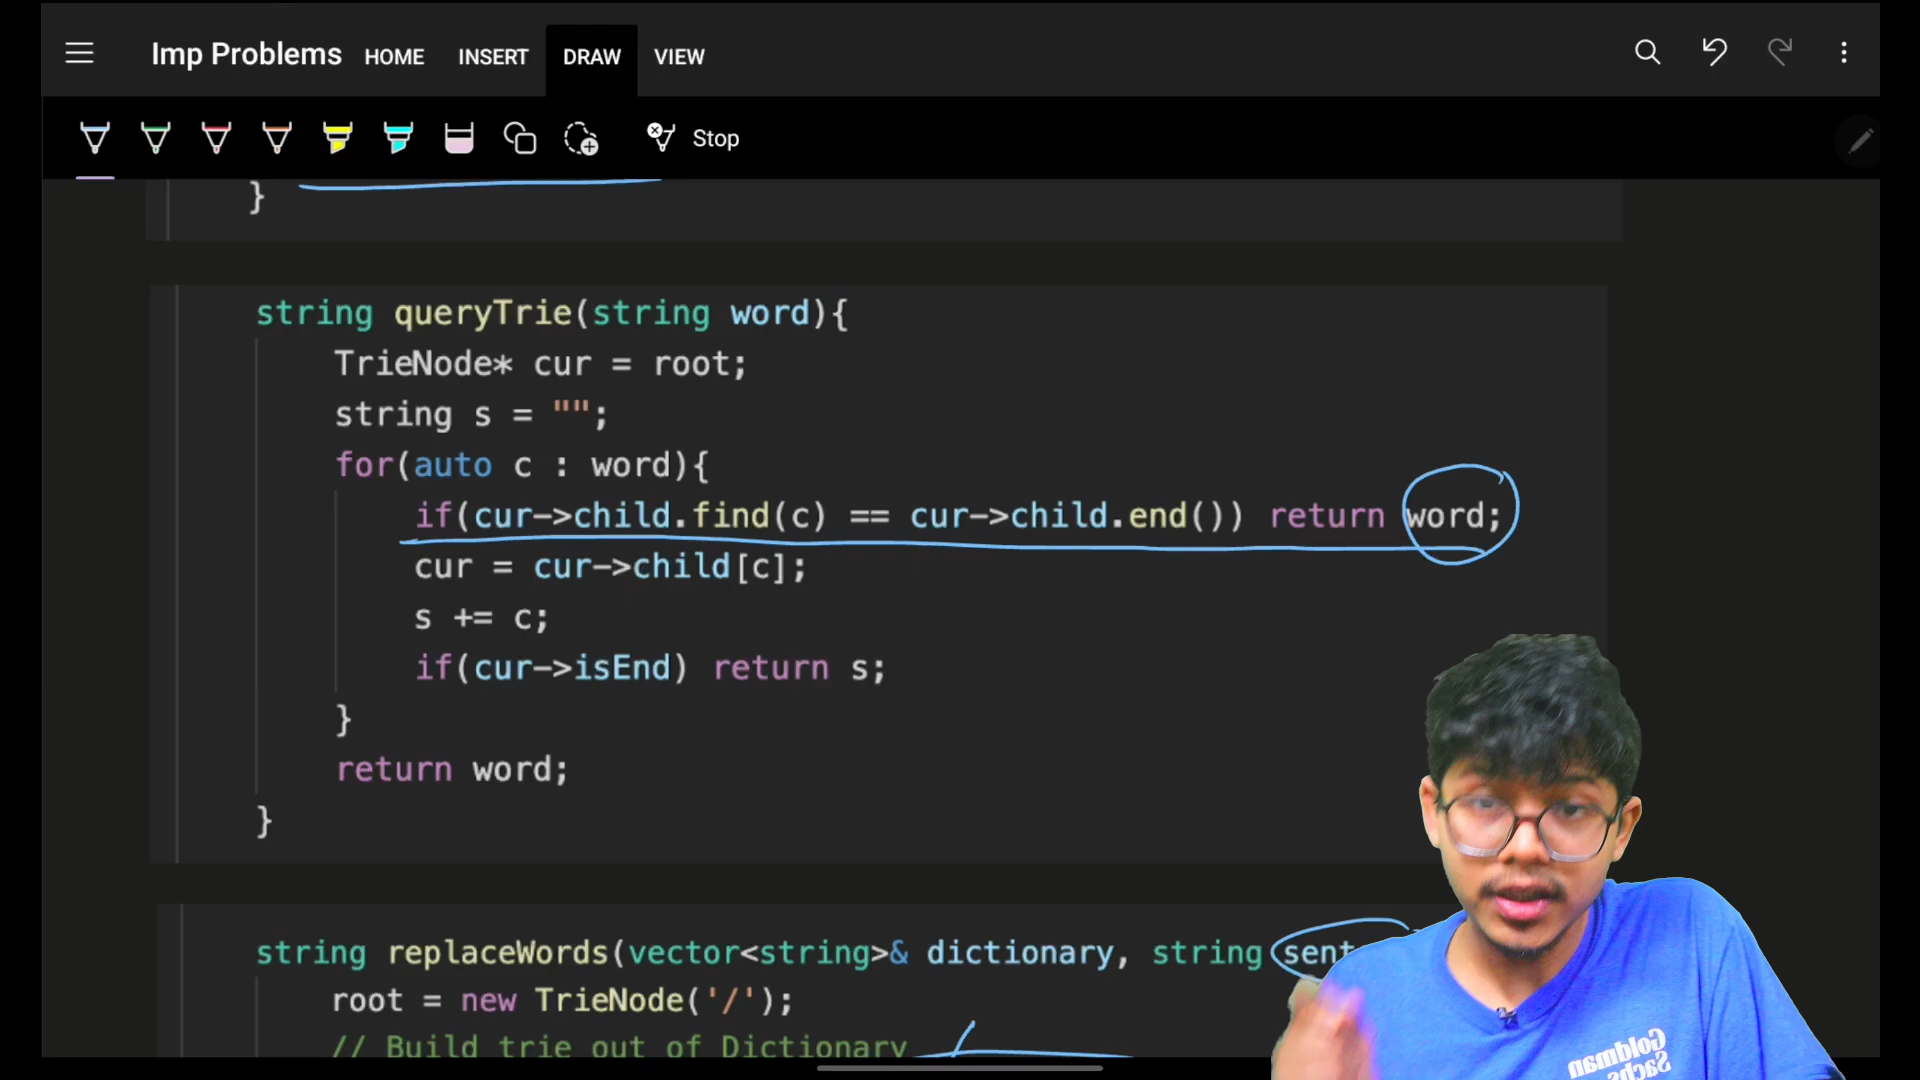 Imp Problems HOME INSERT DRAW VIEW
Stop
}
string queryTrie(string word){
TrieNode* cur = root;
string s = "";
for(auto c : word){
if(cur->child.find(c) == cur->child.end()) return word;
cur = cur->child[c];
s += c;
if(cur->isEnd) return s;
}
return word;
}
string replaceWords(vector<string>& dictionary, string sent
root = new TrieNode('/');
// Build trie out of Dictionary
Goldman
Sachs